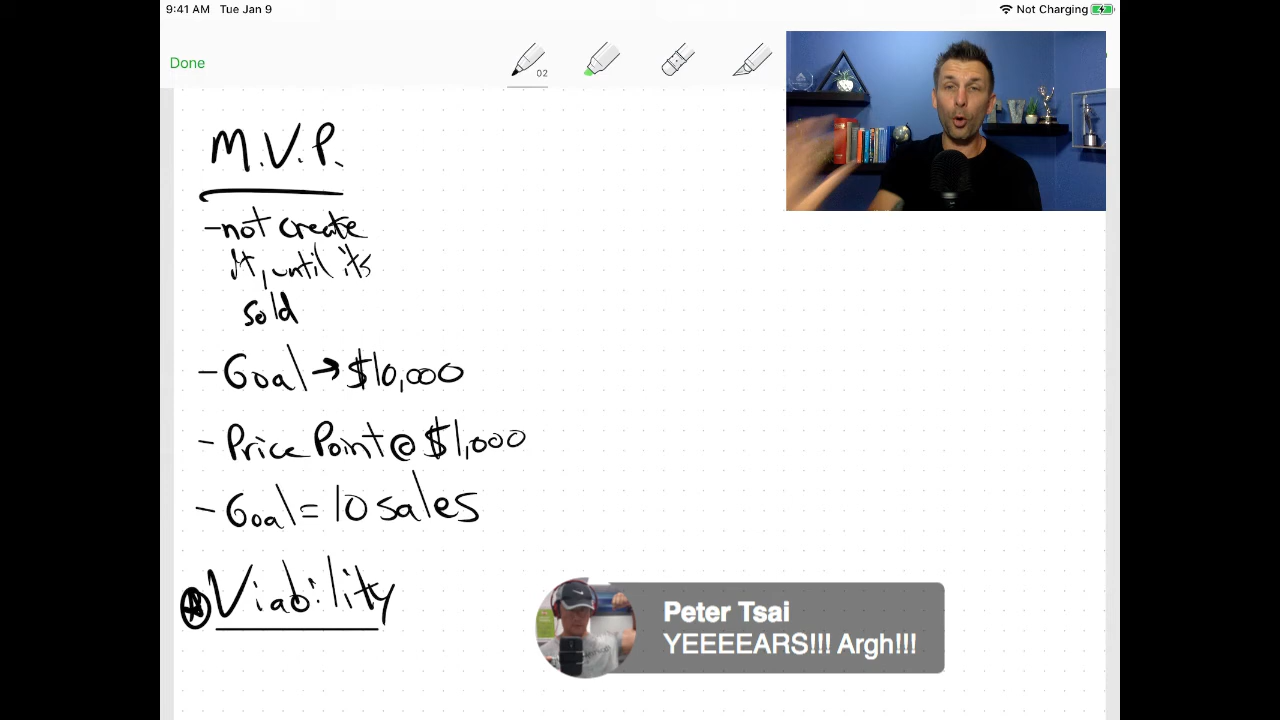 9:41 AM Tue Jan 9
Not Charging
Done
02
M.V.P.
-not create
it, until its
sold
- Goal → $10,000
- Price Point @ $1,000
- Goal = 10 sales
Viability
Peter Tsai
YEEEEARS!!! Argh!!!